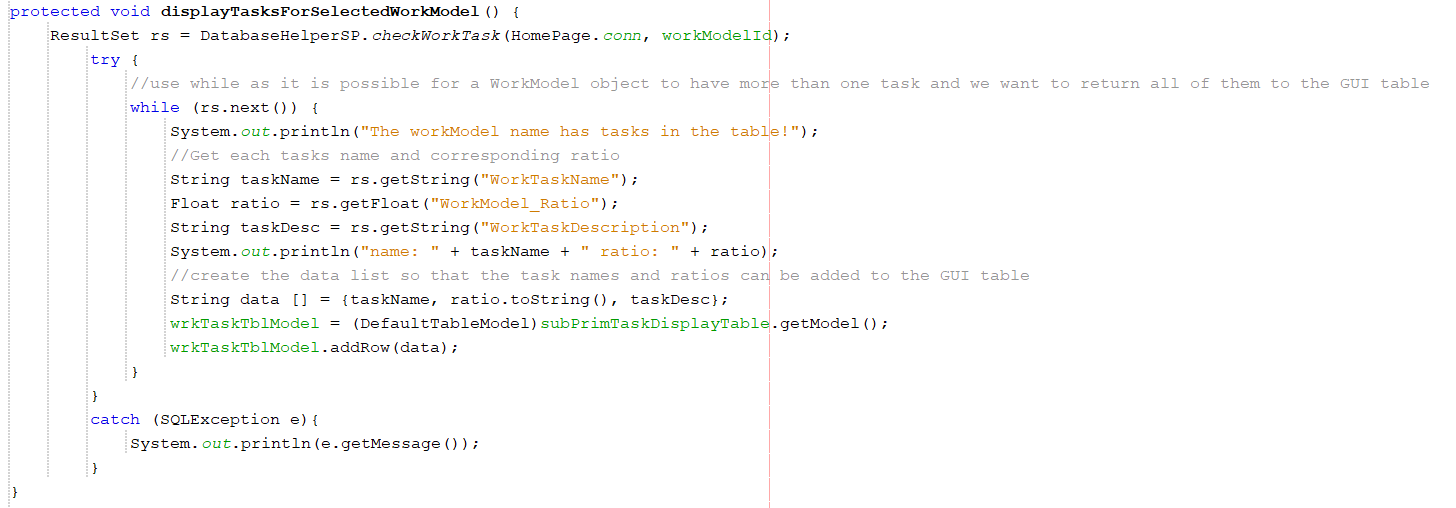 protected void displayTasksForSelectedWorkModel() {
    ResultSet rs = DatabaseHelperSP.checkWorkTask(HomePage.conn, workModelId);
        try {
            //use while as it is possible for a WorkModel object to have more than one task and we want to return all of them to the GUI table
            while (rs.next()) {
                System.out.println("The workModel name has tasks in the table!");
                //Get each tasks name and corresponding ratio
                String taskName = rs.getString("WorkTaskName");
                Float ratio = rs.getFloat("WorkModel_Ratio");
                String taskDesc = rs.getString("WorkTaskDescription");
                System.out.println("name: " + taskName + " ratio: " + ratio);
                //create the data list so that the task names and ratios can be added to the GUI table
                String data [] = {taskName, ratio.toString(), taskDesc};
                wrkTaskTblModel = (DefaultTableModel)subPrimTaskDisplayTable.getModel();
                wrkTaskTblModel.addRow(data);
            }
        }
        catch (SQLException e){
            System.out.println(e.getMessage());
        }
}